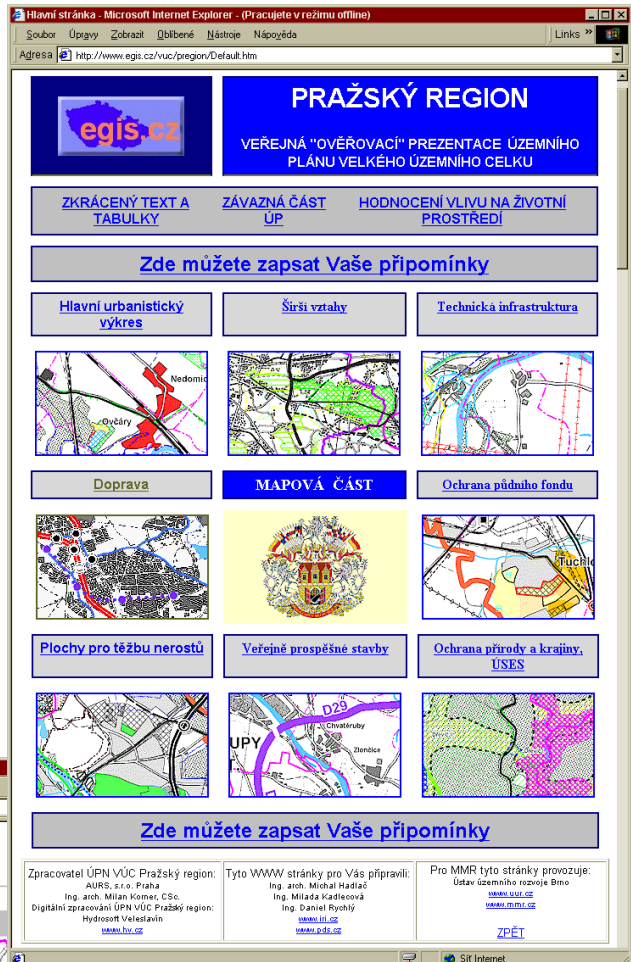 Hlavní stránka - Microsoft Internet Explorer - (Pracujete v režimu offline)
Soubor Úpravy Zobrazit Oblíbené Nástroje Nápověda Links »
Adresa http://www.egis.cz/vuc/pregion/Default.htm
egis.cz
PRAŽSKÝ REGION
VEŘEJNÁ "OVĚŘOVACÍ" PREZENTACE ÚZEMNÍHO
PLÁNU VELKÉHO ÚZEMNÍHO CELKU
ZKRÁCENÝ TEXT A
TABULKY
ZÁVAZNÁ ČÁST
ÚP
HODNOCENÍ VLIVU NA ŽIVOTNÍ
PROSTŘEDÍ
Zde můžete zapsat Vaše připomínky
Hlavní urbanistický
výkres
Širší vztahy
Technická infrastruktura
Nedomic
Ovčáry
Doprava
MAPOVÁ ČÁST
Ochrana půdního fondu
Tuchlo
Plochy pro těžbu nerostů
Veřejně prospěšné stavby
Ochrana přírody a krajiny,
ÚSES
D29
Chvatěruby
UPY
Zlončice
Zde můžete zapsat Vaše připomínky
Zpracovatel ÚPN VÚC Pražský region:
AURS, s.r.o. Praha
Ing. arch. Milan Korner, CSc.
Digitální zpracování ÚPN VÚC Pražský region:
Hydrosoft Veleslavín
www.hv.cz
Tyto WWW stránky pro Vás připravili:
Ing. arch. Michal Hadlač
Ing. Milada Kadlecová
Ing. Daniel Rychlý
www.iri.cz
www.pds.cz
Pro MMR tyto stránky provozuje:
Ústav územního rozvoje Brno
www.uur.cz
www.mmr.cz
ZPĚT
Síť Internet